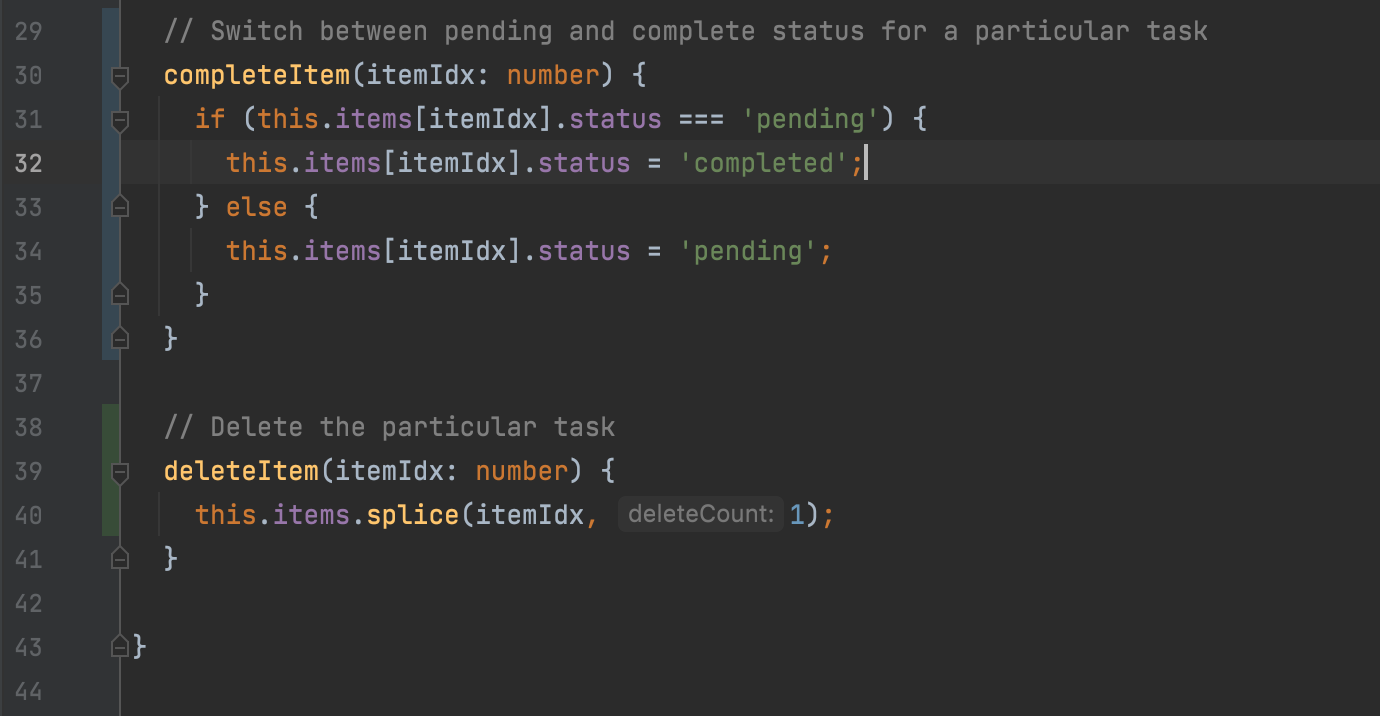 29 // Switch between pending and complete status for a particular task
30 completeItem(itemIdx: number) {
31 if (this.items[itemIdx].status === 'pending') {
32 this.items[itemIdx].status = 'completed';
33 } else {
34 this.items[itemIdx].status = 'pending';
35 }
36 }
37
38 // Delete the particular task
39 deleteItem(itemIdx: number) {
40 this.items.splice(itemIdx, deleteCount: 1);
41 }
42
43 }
44